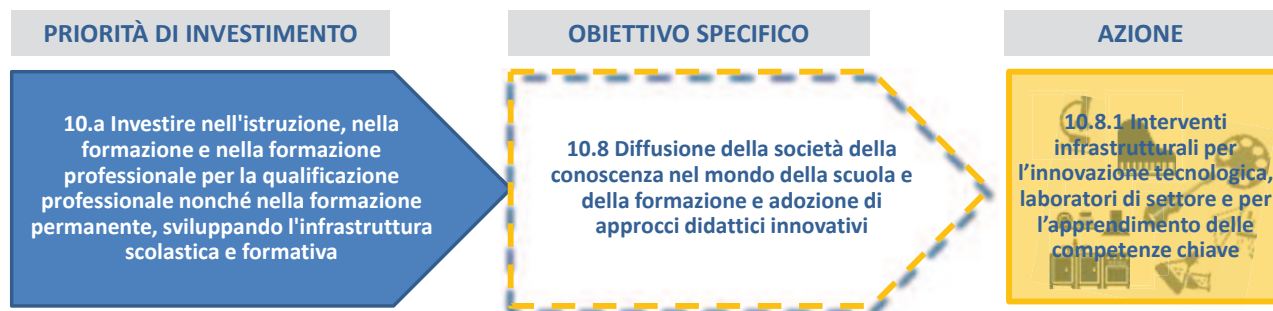 PRIORITÀ DI INVESTIMENTO
10.a Investire nell'istruzione, nella
formazione e nella formazione
professionale per la qualificazione
professionale nonché nella formazione
permanente, sviluppando l'infrastruttura
scolastica e formativa
OBIETTIVO SPECIFICO
10.8 Diffusione della società della
conoscenza nel mondo della scuola e
della formazione e adozione di
approcci didattici innovativi
AZIONE
10.8.1 Interventi
infrastrutturali per
l’innovazione tecnologica,
laboratori di settore e per
l’apprendimento delle
competenze chiave